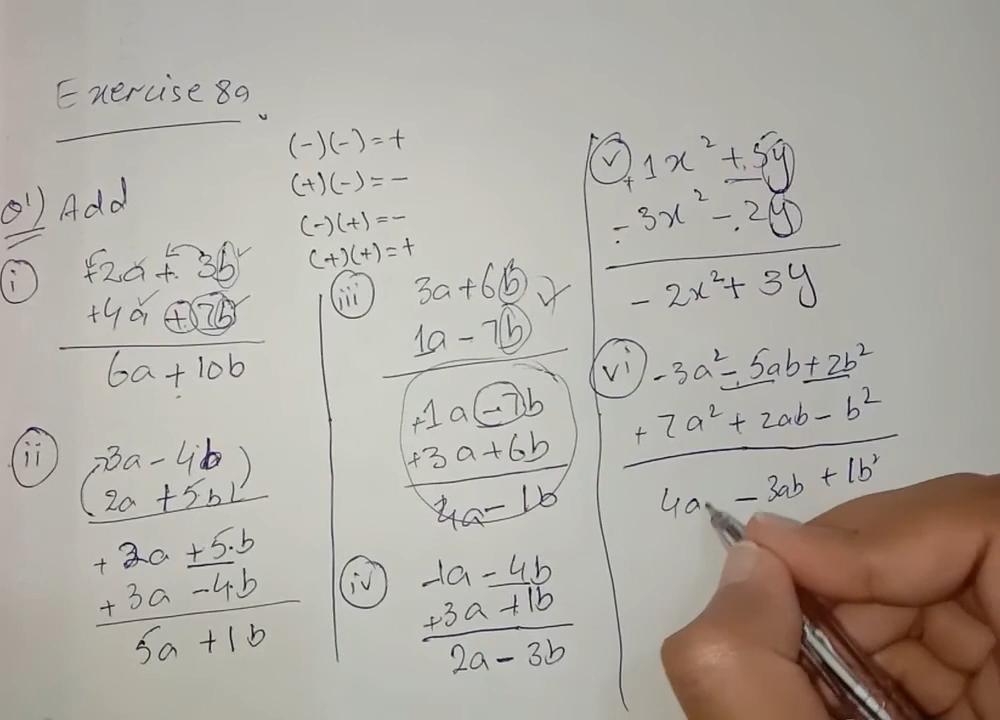 Exercise 8a
Q1) Add
(i)
+2a + 3b
+4a + 7b
6a + 10b
(ii)
3a - 4b
2a + 5b
+ 2a + 5.b
+ 3a - 4.b
5a + 1b
(-)(-) = +
(+)(-) = -
(-)(+) = -
(+)(+) = +
(iii)
3a + 6b
1a - 7b
+1a - 7b
+3a + 6b
4a - 1b
(iv)
-1a - 4b
+3a + 1b
2a - 3b
(v)
+1x² + 5y
- 3x² - 2y
- 2x² + 3y
(vi)
- 3a² - 5ab + 2b²
+ 7a² + 2ab - b²
4a - 3ab + 1b²